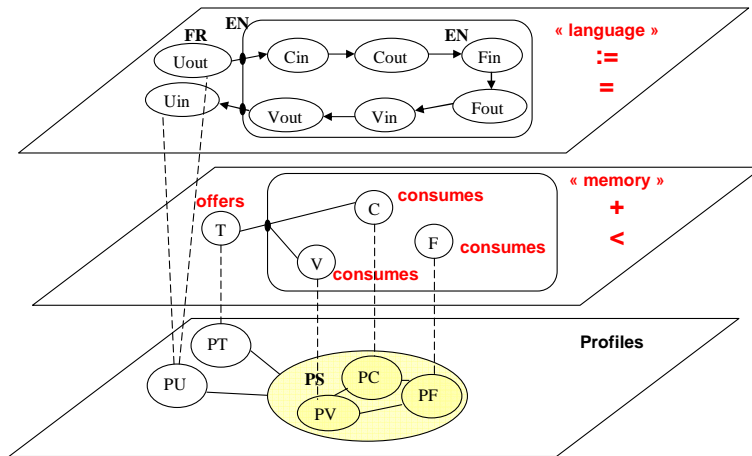 EN
FR
EN
« language »
Uout
Cin
Cout
Fin
:=
Uin
Vout
Vin
Fout
=
« memory »
offers
consumes
+
T
C
F
consumes
<
V
consumes
Profiles
PT
PS
PC
PU
PV
PF